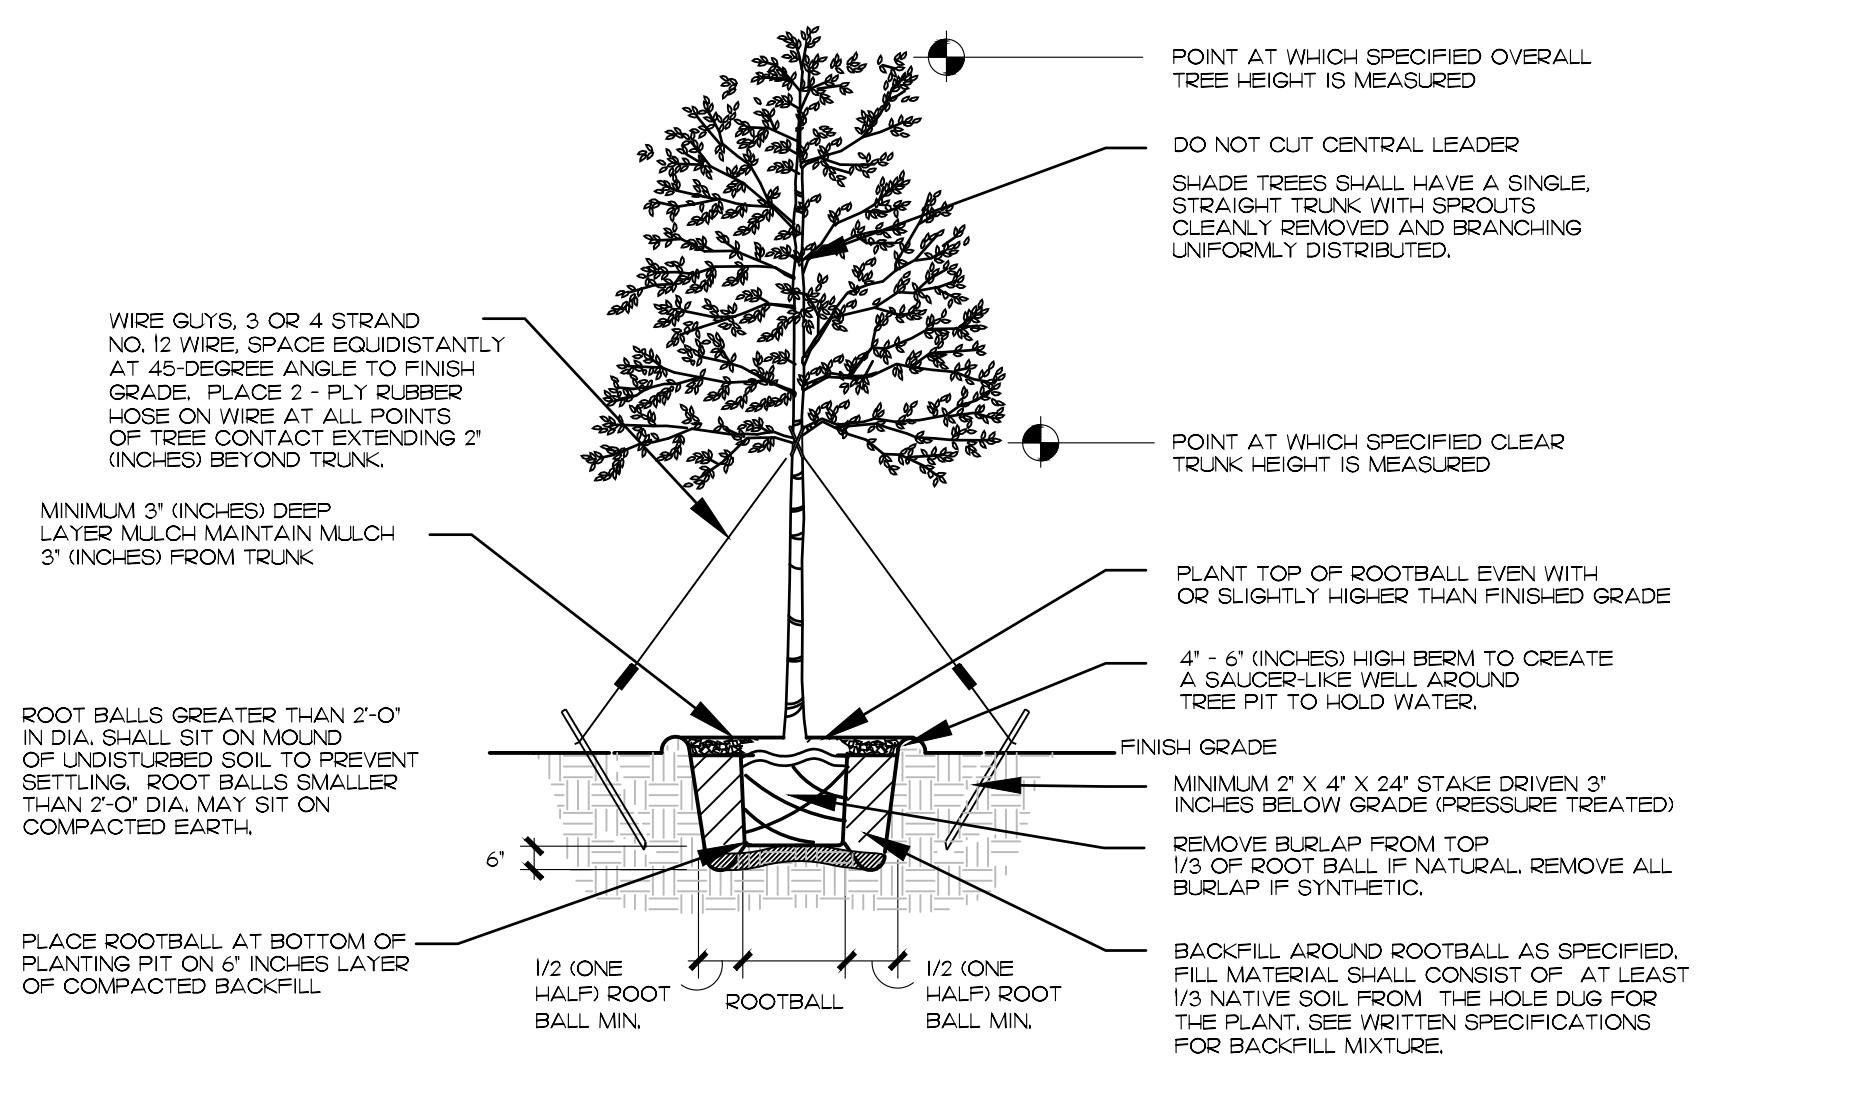 POINT AT WHICH SPECIFIED OVERALL
TREE HEIGHT IS MEASURED
DO NOT CUT CENTRAL LEADER
SHADE TREES SHALL HAVE A SINGLE,
STRAIGHT TRUNK WITH SPROUTS
CLEANLY REMOVED AND BRANCHING
UNIFORMLY DISTRIBUTED.
WIRE GUYS, 3 OR 4 STRAND
NO. 12 WIRE, SPACE EQUIDISTANTLY
AT 45-DEGREE ANGLE TO FINISH
GRADE. PLACE 2 - PLY RUBBER
HOSE ON WIRE AT ALL POINTS
OF TREE CONTACT EXTENDING 2"
(INCHES) BEYOND TRUNK.
POINT AT WHICH SPECIFIED CLEAR
TRUNK HEIGHT IS MEASURED
MINIMUM 3" (INCHES) DEEP
LAYER MULCH MAINTAIN MULCH
3" (INCHES) FROM TRUNK
PLANT TOP OF ROOTBALL EVEN WITH
OR SLIGHTLY HIGHER THAN FINISHED GRADE
4" - 6" (INCHES) HIGH BERM TO CREATE
A SAUCER-LIKE WELL AROUND
TREE PIT TO HOLD WATER.
ROOT BALLS GREATER THAN 2'-0"
IN DIA. SHALL SIT ON MOUND
OF UNDISTURBED SOIL TO PREVENT
SETTLING. ROOT BALLS SMALLER
THAN 2'-0" DIA. MAY SIT ON
COMPACTED EARTH.
FINISH GRADE
MINIMUM 2" X 4" X 24" STAKE DRIVEN 3"
INCHES BELOW GRADE (PRESSURE TREATED)
REMOVE BURLAP FROM TOP
1/3 OF ROOT BALL IF NATURAL. REMOVE ALL
BURLAP IF SYNTHETIC.
6"
PLACE ROOTBALL AT BOTTOM OF
PLANTING PIT ON 6" INCHES LAYER
OF COMPACTED BACKFILL
1/2 (ONE
HALF) ROOT
BALL MIN.
ROOTBALL
1/2 (ONE
HALF) ROOT
BALL MIN.
BACKFILL AROUND ROOTBALL AS SPECIFIED.
FILL MATERIAL SHALL CONSIST OF AT LEAST
1/3 NATIVE SOIL FROM THE HOLE DUG FOR
THE PLANT. SEE WRITTEN SPECIFICATIONS
FOR BACKFILL MIXTURE.